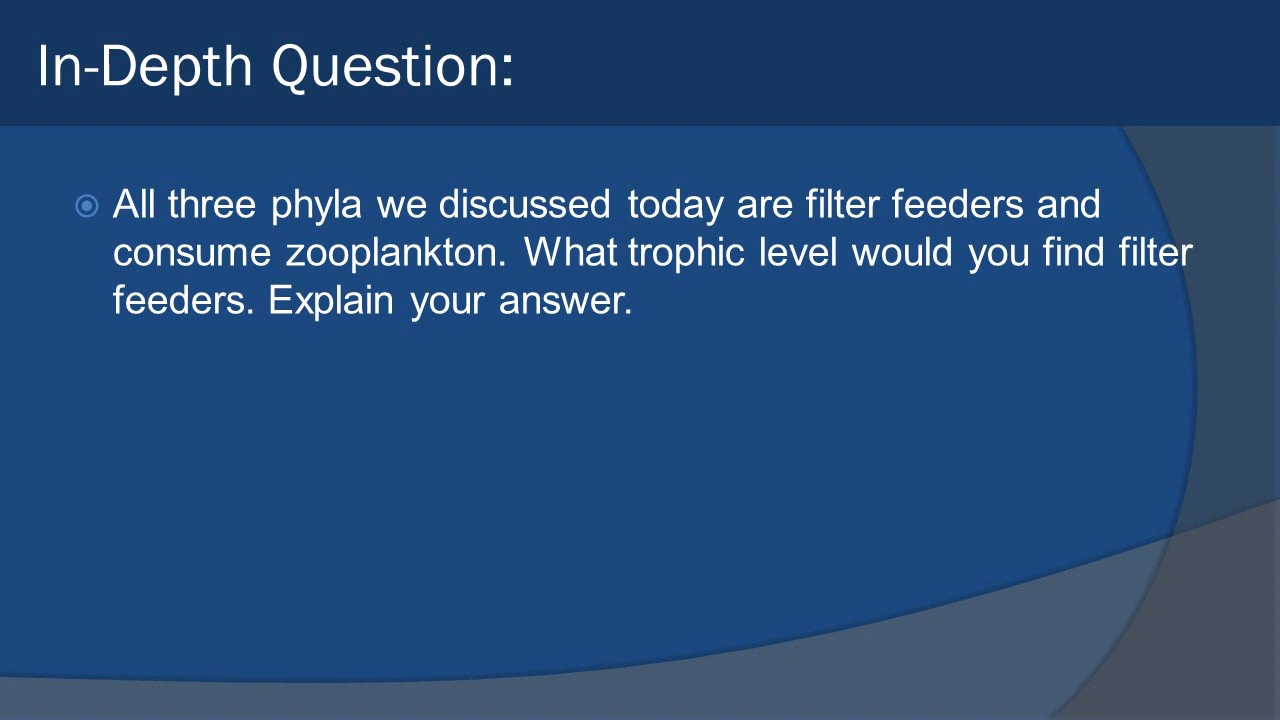 In-Depth Question:
All three phyla we discussed today are filter feeders and
consume zooplankton. What trophic level would you find filter
feeders. Explain your answer.